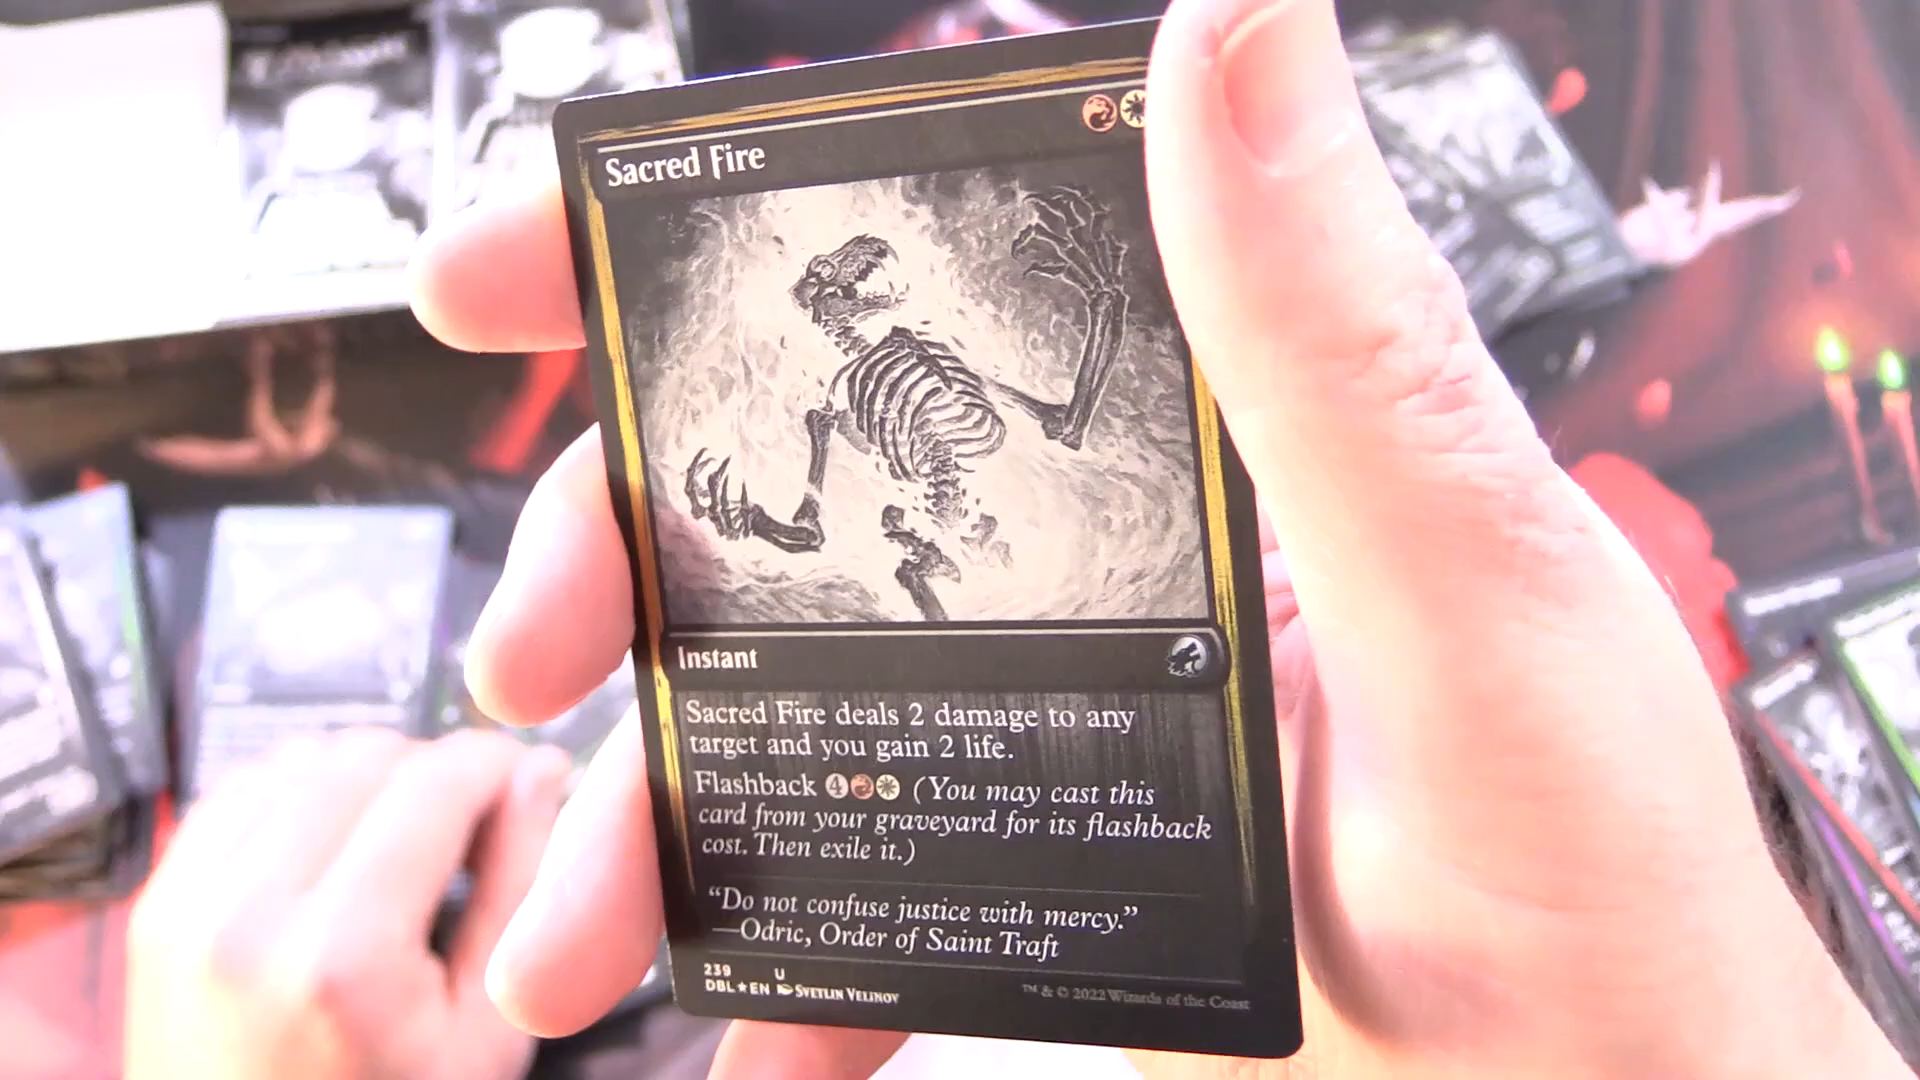 Sacred Fire
Instant
Sacred Fire deals 2 damage to any
target and you gain 2 life.
Flashback 4 (You may cast this
card from your graveyard for its flashback
cost. Then exile it.)
“Do not confuse justice with mercy.”
—Odric, Order of Saint Traft
239 U
DBL★EN Svetlin Velinov
™ & © 2022 Wizards of the Coast